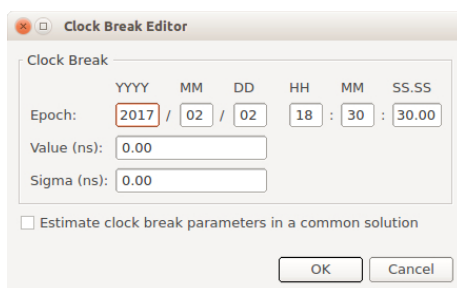 Clock Break Editor
Clock Break
YYYY MM DD HH MM SS.SS
Epoch: 2017 / 02 / 02 18 : 30 : 30.00
Value (ns): 0.00
Sigma (ns): 0.00
Estimate clock break parameters in a common solution
OK Cancel